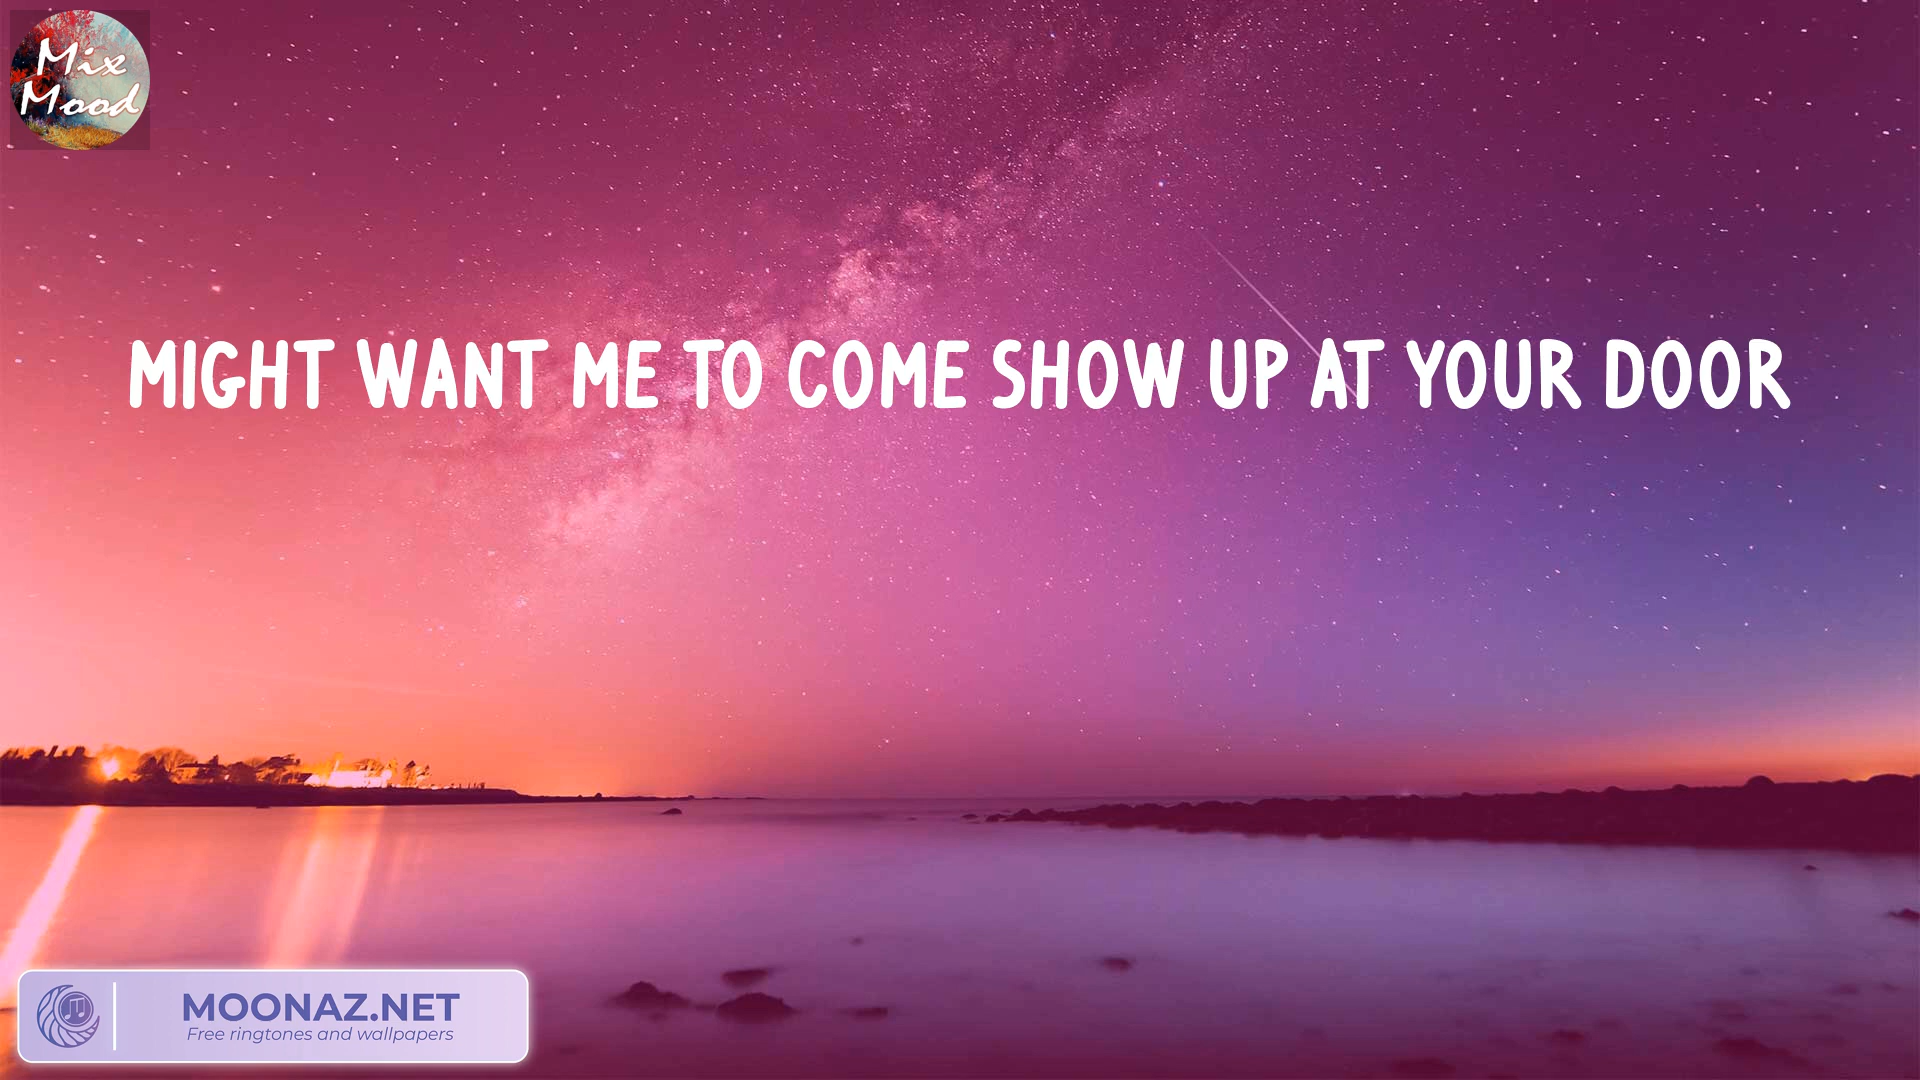 Mix
Mood
MIGHT WANT ME TO COME SHOW UP AT YOUR DOOR
MOONAZ.NET
Free ringtones and wallpapers